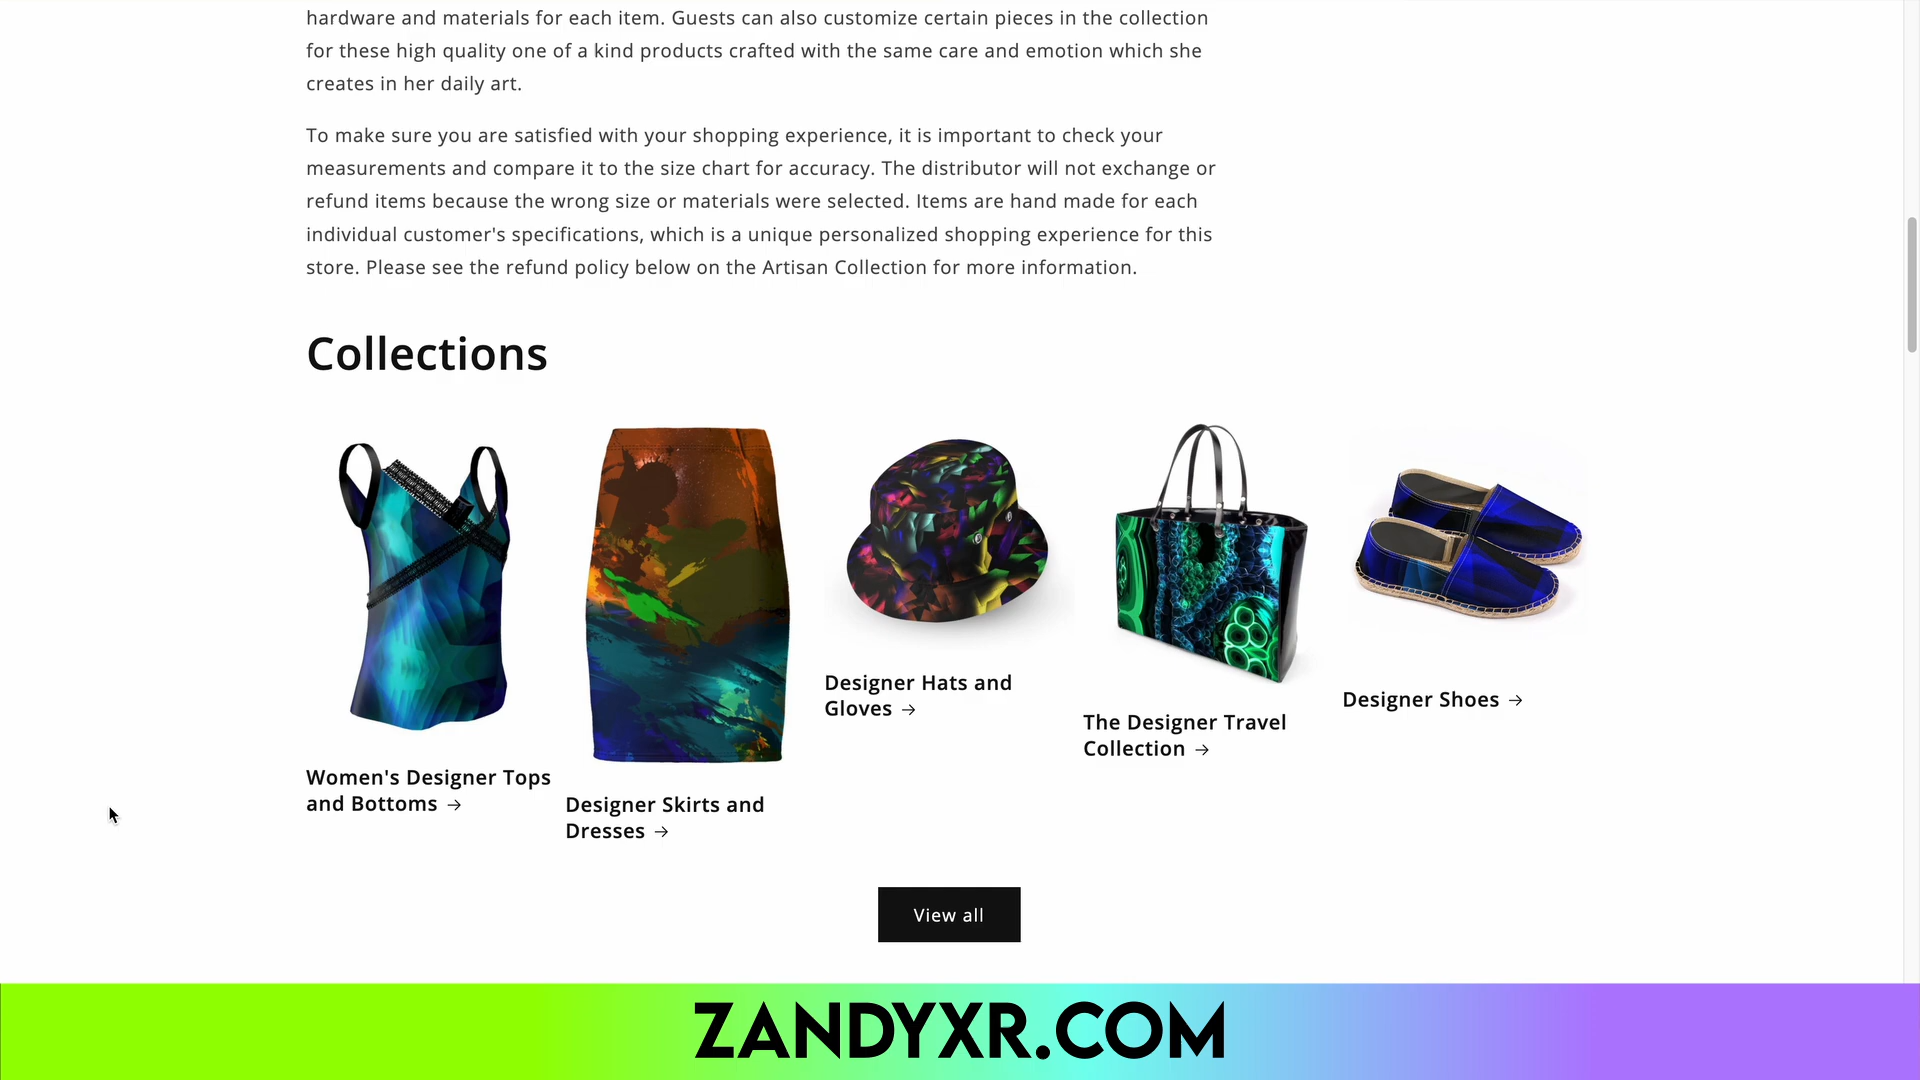 hardware and materials for each item. Guests can also customize certain pieces in the collection
for these high quality one of a kind products crafted with the same care and emotion which she
creates in her daily art.
To make sure you are satisfied with your shopping experience, it is important to check your
measurements and compare it to the size chart for accuracy. The distributor will not exchange or
refund items because the wrong size or materials were selected. Items are hand made for each
individual customer's specifications, which is a unique personalized shopping experience for this
store. Please see the refund policy below on the Artisan Collection for more information.
Collections
Women's Designer Tops
and Bottoms →
Designer Skirts and
Dresses →
Designer Hats and
Gloves →
The Designer Travel
Collection →
Designer Shoes →
View all
ZANDYXR.COM